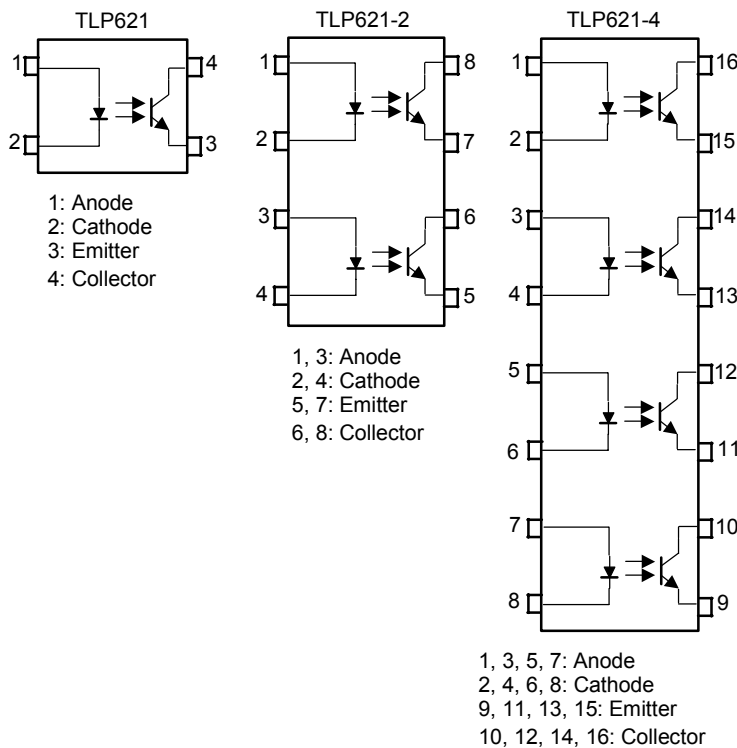 TLP621
1
4
2
3
1: Anode
2: Cathode
3: Emitter
4: Collector
TLP621-2
1
8
2
7
3
6
4
5
1, 3: Anode
2, 4: Cathode
5, 7: Emitter
6, 8: Collector
TLP621-4
1
16
2
15
3
14
4
13
5
12
6
11
7
10
8
9
1, 3, 5, 7: Anode
2, 4, 6, 8: Cathode
9, 11, 13, 15: Emitter
10, 12, 14, 16: Collector